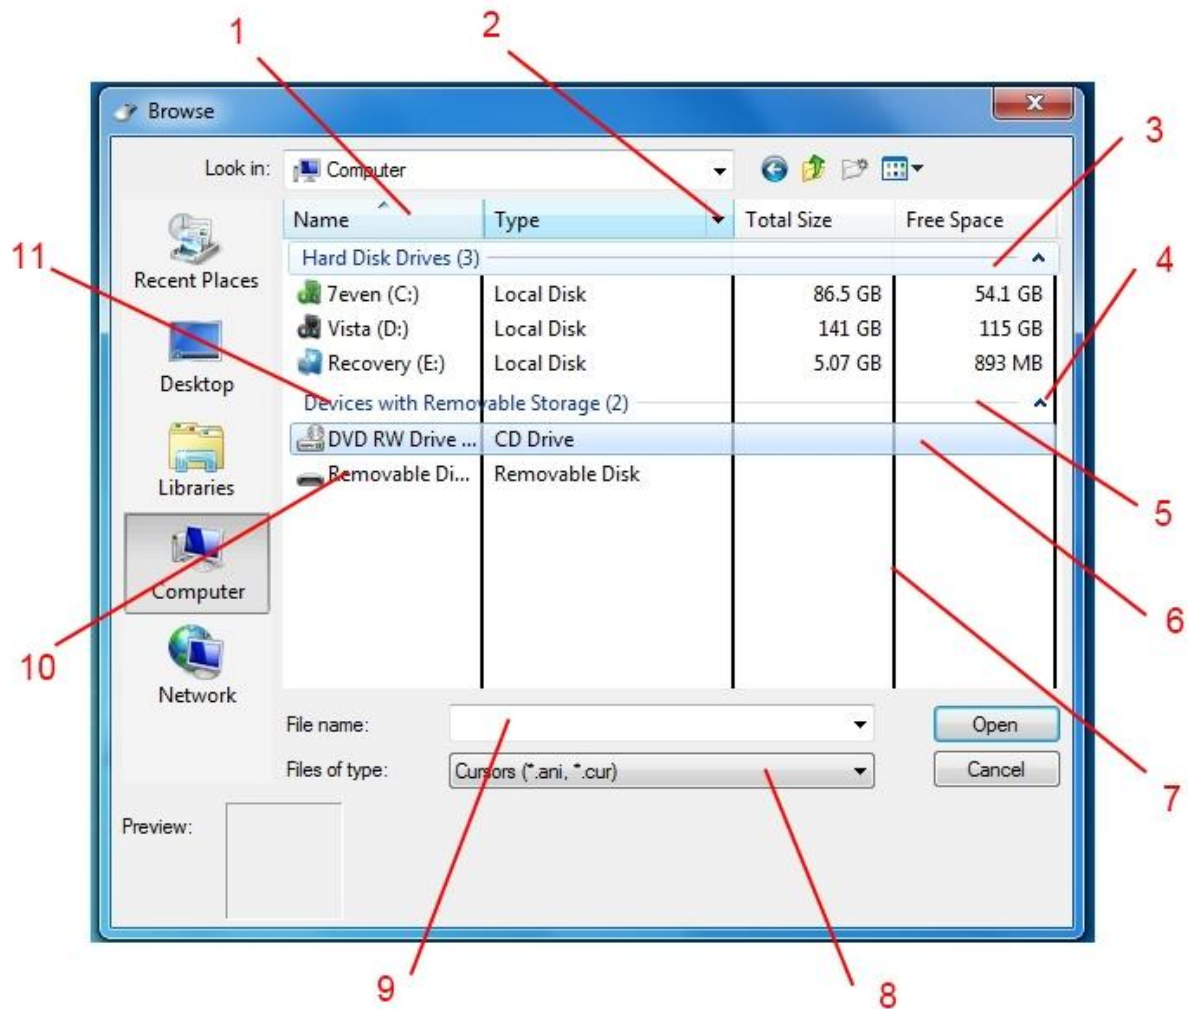 1
2
Browse
X
3
Look in:
Computer
Name
Type
Total Size
Free Space
11
Hard Disk Drives (3)
4
Recent Places
7even (C:)
Local Disk
86.5 GB
54.1 GB
Vista (D:)
Local Disk
141 GB
115 GB
Recovery (E:)
Local Disk
5.07 GB
893 MB
Desktop
Devices with Removable Storage (2)
DVD RW Drive ...
CD Drive
Removable Di...
Removable Disk
Libraries
5
Computer
6
10
Network
File name:
Open
Files of type:
Cursors (*.ani, *.cur)
Cancel
7
Preview:
9
8